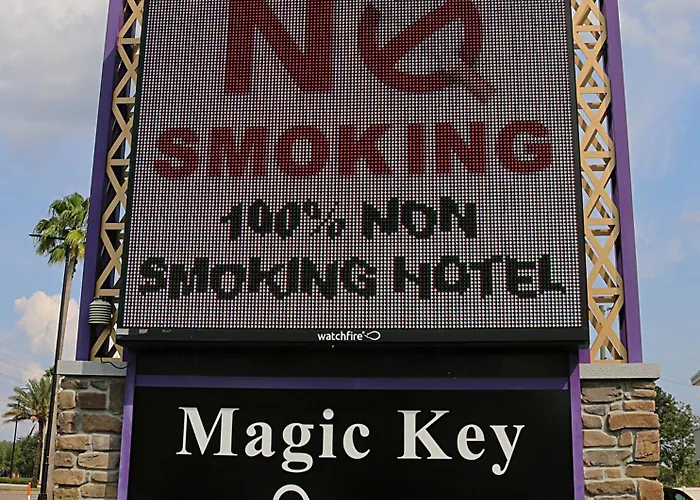 NO
SMOKING
100% NON
SMOKING HOTEL
watchfire
Magic Key